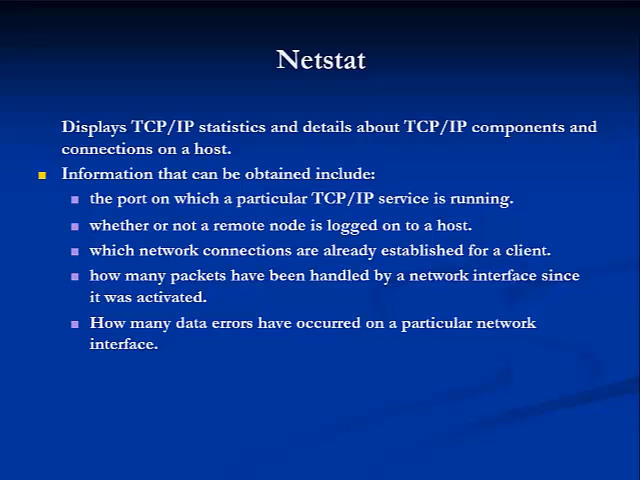 Netstat
Displays TCP/IP statistics and details about TCP/IP components and
connections on a host.
Information that can be obtained include:
the port on which a particular TCP/IP service is running.
whether or not a remote node is logged on to a host.
which network connections are already established for a client.
how many packets have been handled by a network interface since
it was activated.
How many data errors have occurred on a particular network
interface.